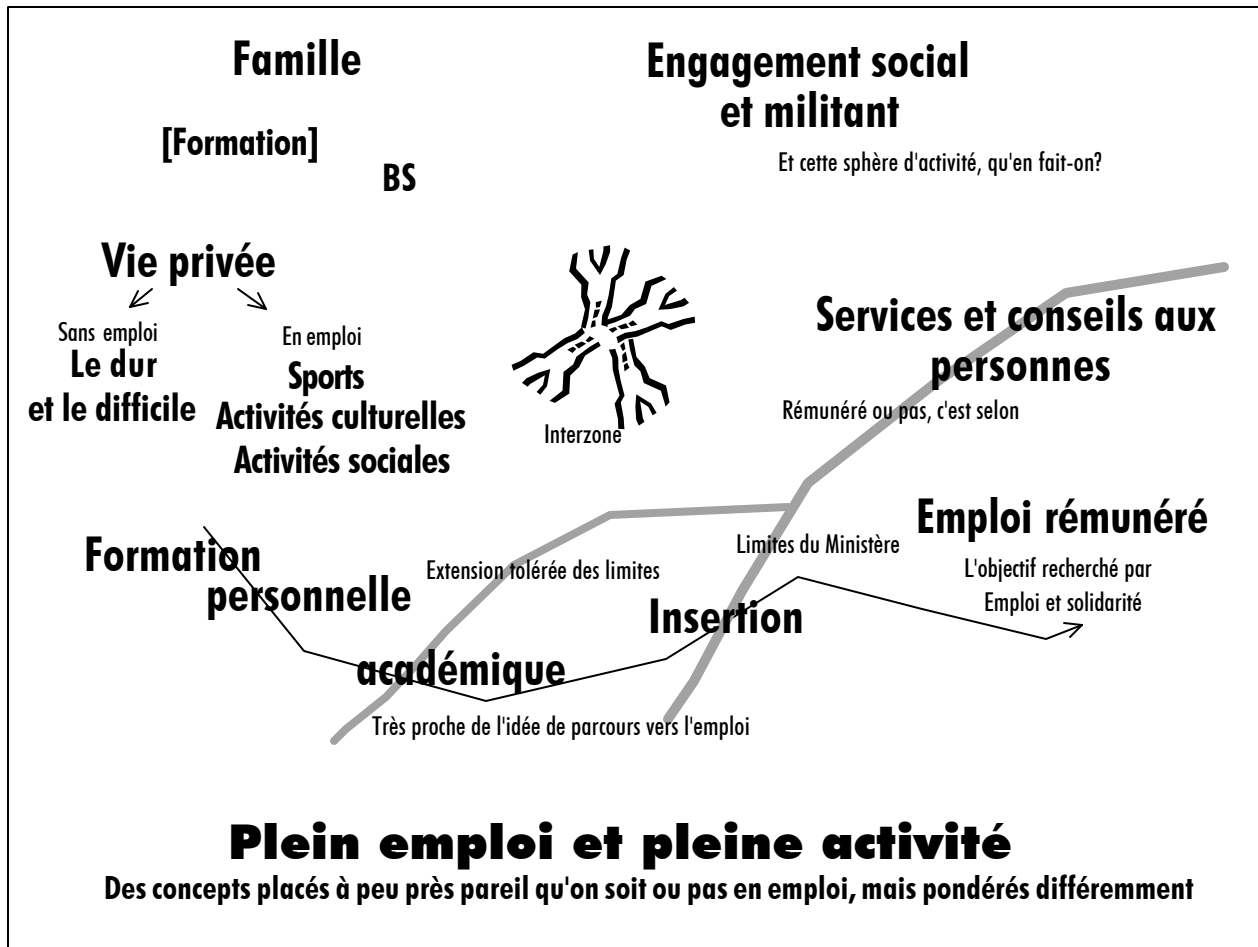 Famille
Engagement social
et militant
[Formation]
Et cette sphère d'activité, qu'en fait-on?
BS
Vie privée
Sans emploi
Le dur
et le difficile
En emploi
Sports
Activités culturelles
Activités sociales
Interzone
Services et conseils aux
personnes
Rémunéré ou pas, c'est selon
Emploi rémunéré
L'objectif recherché par
Emploi et solidarité
Limites du Ministère
Extension tolérée des limites
Formation
personnelle
académique
Insertion
Très proche de l'idée de parcours vers l'emploi
Plein emploi et pleine activité
Des concepts placés à peu près pareil qu'on soit ou pas en emploi, mais pondérés différemment